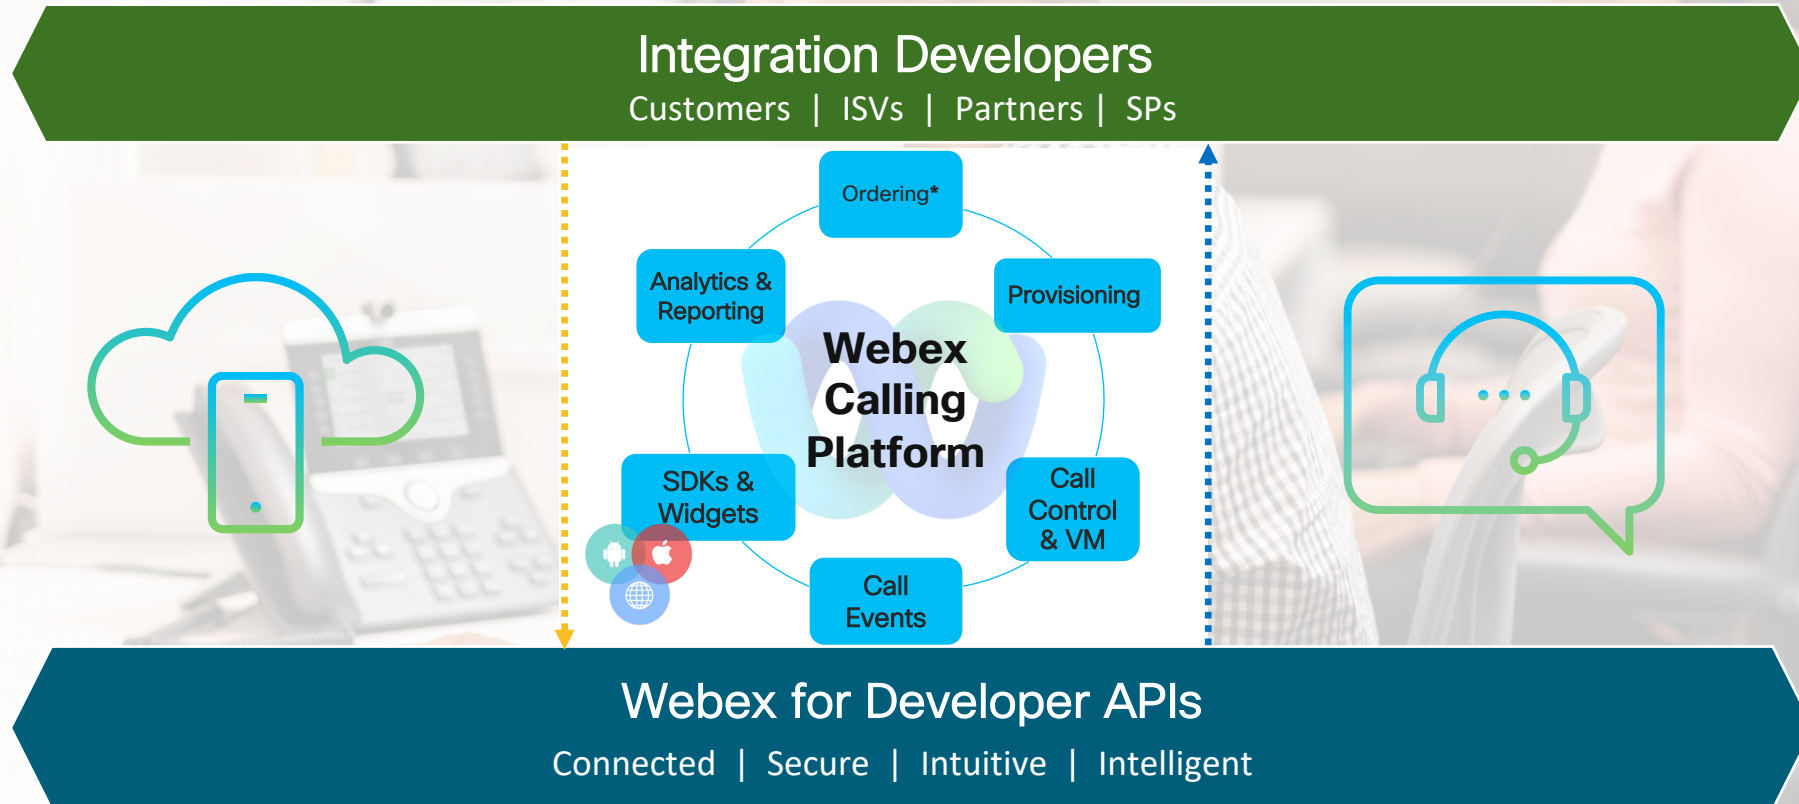 Integration Developers
Customers | ISVs | Partners | SPs
Ordering*
Analytics &
Reporting
Provisioning
Webex
Calling
Platform
SDKs &
Widgets
Call
Control
& VM
Call
Events
Webex for Developer APIs
Connected | Secure | Intuitive | Intelligent